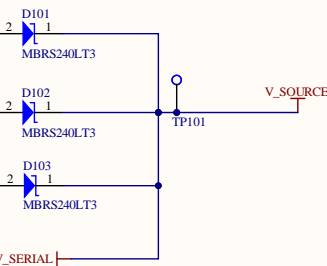 D101
2 1
MBRS240LT3
D102
2 1
MBRS240LT3
TP101
V_SOURCE
D103
2 1
MBRS240LT3
V_SERIAL